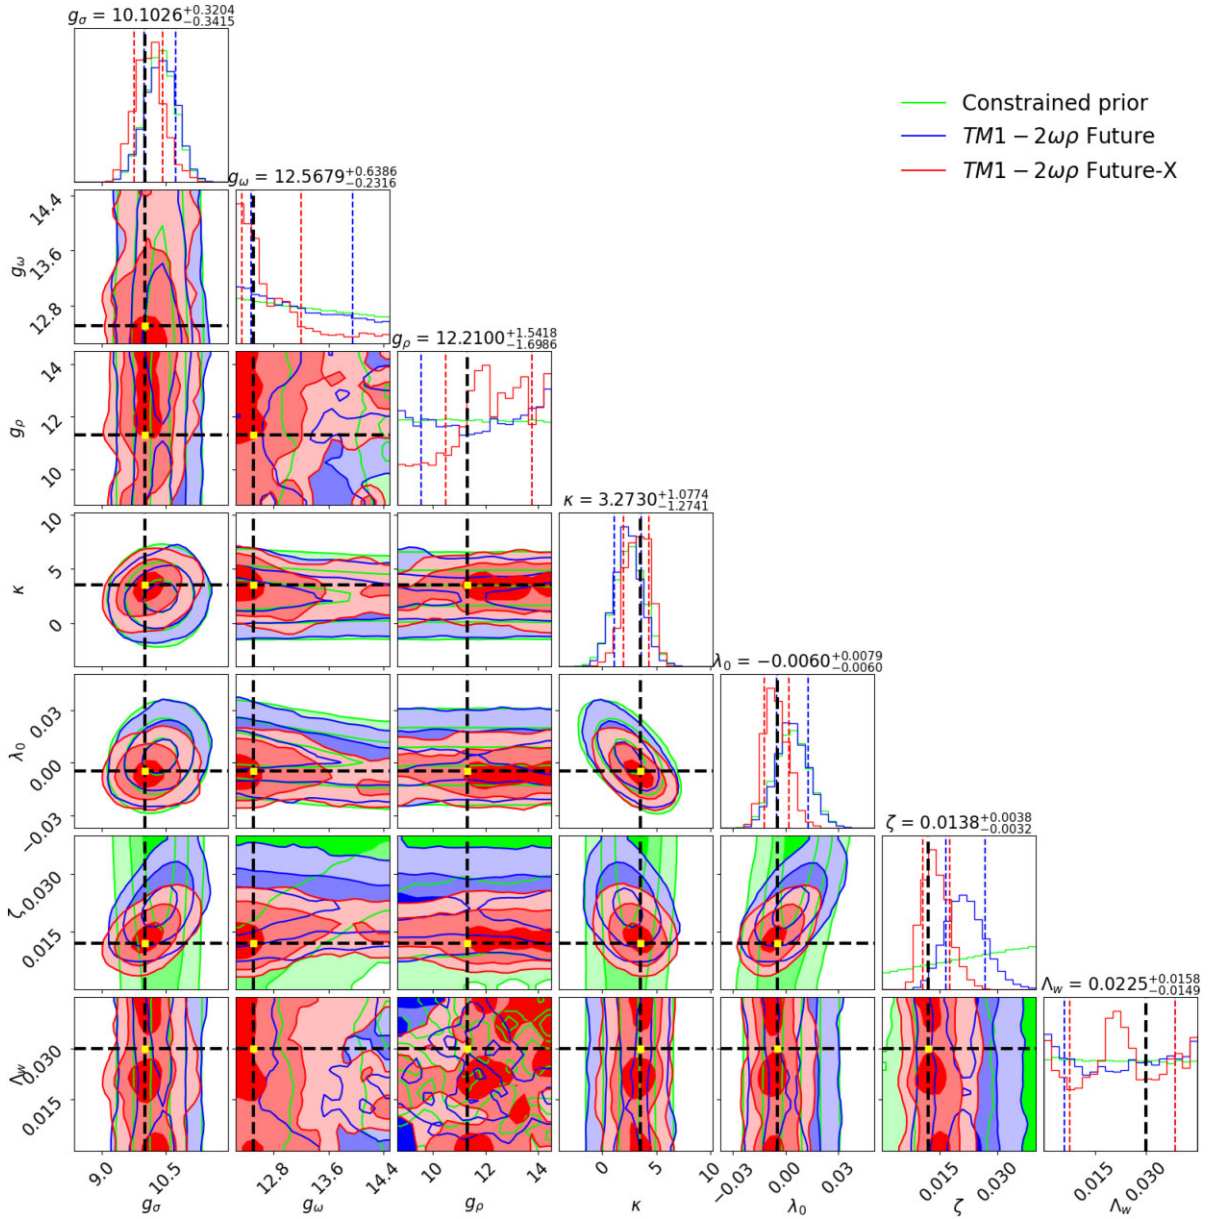 g_σ = 10.1026^{+0.3204}_{-0.3415}
Constrained prior
TM1 − 2ωρ Future
TM1 − 2ωρ Future-X
g_ω = 12.5679^{+0.6386}_{-0.2316}
14.4
13.6
12.8
g_ω
g_ρ = 12.2100^{+1.5418}_{-1.6986}
14
12
10
g_ρ
κ = 3.2730^{+1.0774}_{-1.2741}
10
5
0
κ
λ_0 = −0.0060^{+0.0079}_{-0.0060}
0.03
0.00
−0.03
λ_0
ζ = 0.0138^{+0.0038}_{-0.0032}
0.030
0.015
ζ
Λ_w = 0.0225^{+0.0158}_{-0.0149}
0.030
0.015
Λ_w
9.0 10.5 12.8 13.6 14.4 10 12 14 0 5 10 −0.03 0.00 0.03 0.015 0.030 0.015 0.030
g_σ g_ω g_ρ κ λ_0 ζ Λ_w